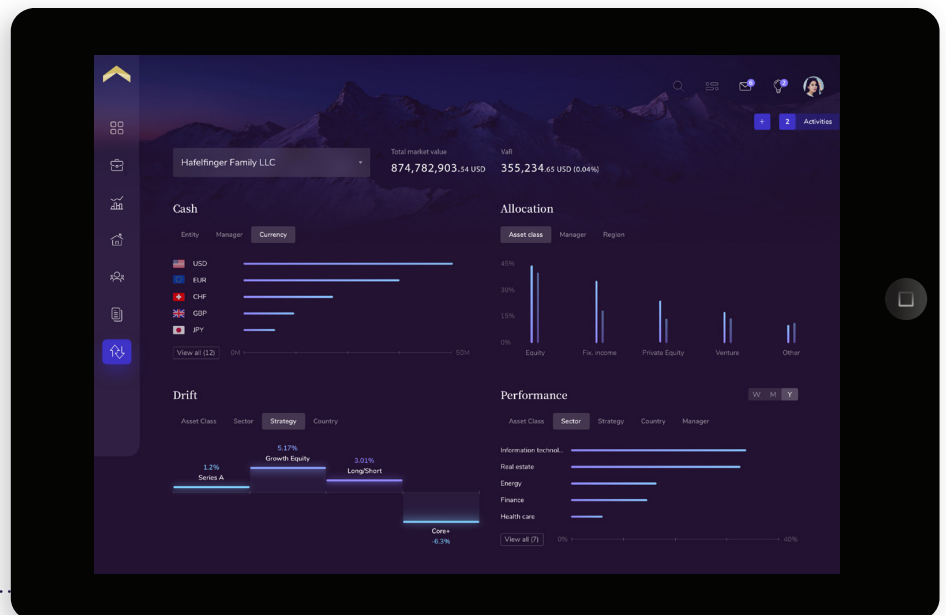 6
2
+
2 Activities
Hafelfinger Family LLC
Total market value
874,782,903.54 USD
VaR
355,234.65 USD (0.04%)
Cash
Entity Manager Currency
USD
EUR
CHF
GBP
JPY
View all (12) 0M 50M
Allocation
Asset class Manager Region
45%
30%
15%
0%
Equity Fix. income Private Equity Venture Other
Drift
Asset Class Sector Strategy Country
1.2%
Series A
5.17%
Growth Equity
3.01%
Long/Short
Core+
-6.3%
Performance
W M Y
Asset Class Sector Strategy Country Manager
Information technol..
Real estate
Energy
Finance
Health care
View all (7) 0% 40%